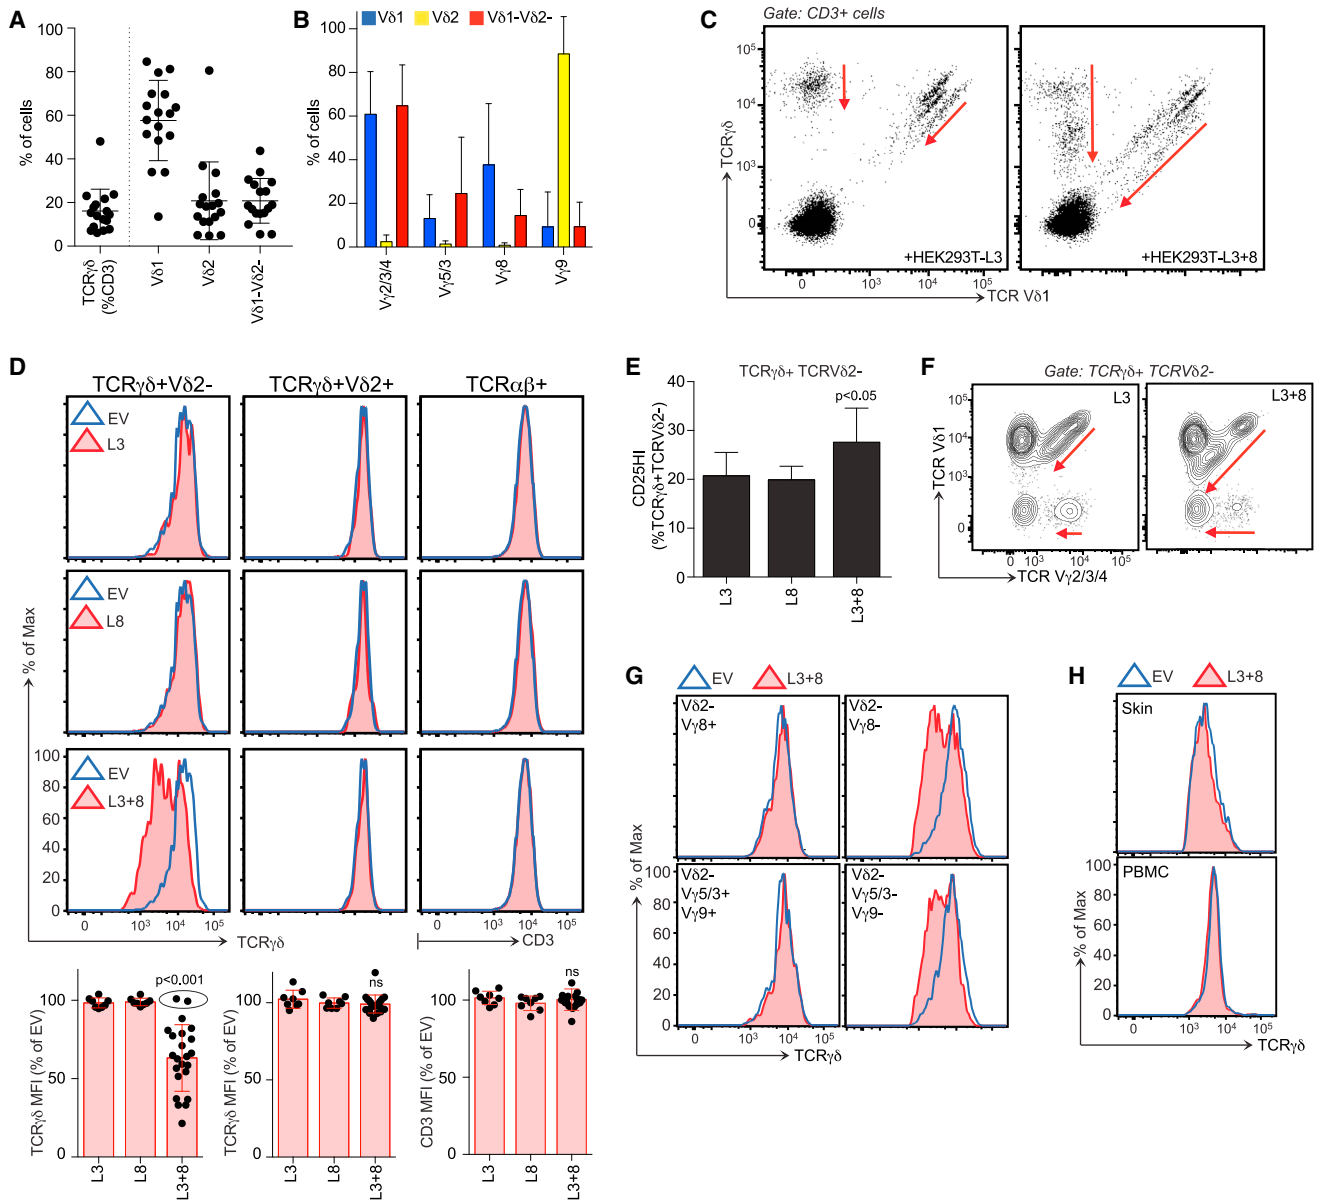 A
100
80
60
40
20
0
% of cells
TCRγδ
(%CD3)
Vδ1
Vδ2
Vδ1-Vδ2-
B
Vδ1
Vδ2
Vδ1-Vδ2-
100
80
60
40
20
0
% of cells
Vγ2/3/4
Vγ5/3
Vγ8
Vγ9
C
Gate: CD3+ cells
10⁵
10⁴
10³
0
TCRγδ
+HEK293T-L3
+HEK293T-L3+8
0
10³
10⁴
10⁵
TCR Vδ1
D
TCRγδ+Vδ2-
TCRγδ+Vδ2+
TCRαβ+
EV
L3
EV
L8
EV
L3+8
% of Max
100
80
60
40
20
0
0
10³
10⁴
10⁵
TCRγδ
10³
10⁴
10⁵
CD3
p<0.001
TCRγδ MFI (% of EV)
100
50
0
L3
L8
L3+8
ns
TCRγδ MFI (% of EV)
100
50
0
L3
L8
L3+8
ns
CD3 MFI (% of EV)
100
50
0
L3
L8
L3+8
E
TCRγδ+ TCRVδ2-
p<0.05
CD25HI
(%TCRγδ+TCRVδ2-)
40
30
20
10
0
L3
L8
L3+8
F
Gate: TCRγδ+ TCRVδ2-
L3
L3+8
10⁵
10⁴
10³
0
TCR Vδ1
0
10³
10⁴
10⁵
TCR Vγ2/3/4
G
EV
L3+8
Vδ2-
Vγ8+
Vδ2-
Vγ8-
Vδ2-
Vγ5/3+
Vγ9+
Vδ2-
Vγ5/3-
Vγ9-
% of Max
100
80
60
40
20
0
0
10³
10⁴
10⁵
TCRγδ
H
EV
L3+8
Skin
PBMC
% of Max
100
80
60
40
20
0
0
10³
10⁴
10⁵
TCRγδ